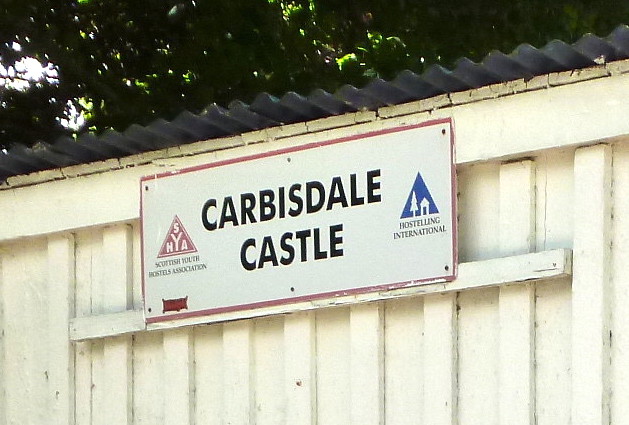 CARBISDALE
CASTLE
SYHA
SCOTTISH YOUTH
HOSTELS ASSOCIATION
HOSTELLING
INTERNATIONAL